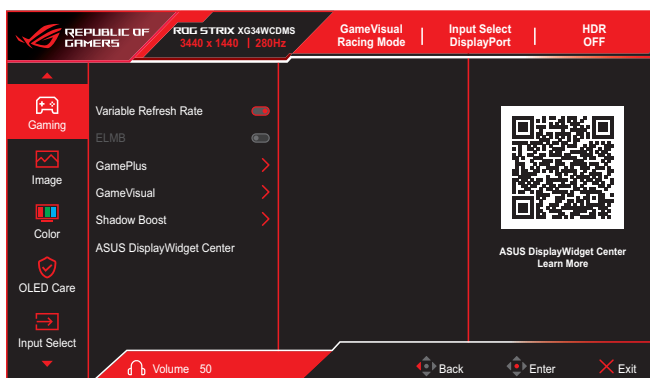 REPUBLIC OF
GAMERS
ROG STRIX XG34WCDMS
3440 x 1440 | 280Hz
GameVisual
Racing Mode
Input Select
DisplayPort
HDR
OFF
Gaming
Image
Color
OLED Care
Input Select
Variable Refresh Rate
ELMB
GamePlus
GameVisual
Shadow Boost
ASUS DisplayWidget Center
ASUS DisplayWidget Center
Learn More
Volume 50
Back
Enter
Exit